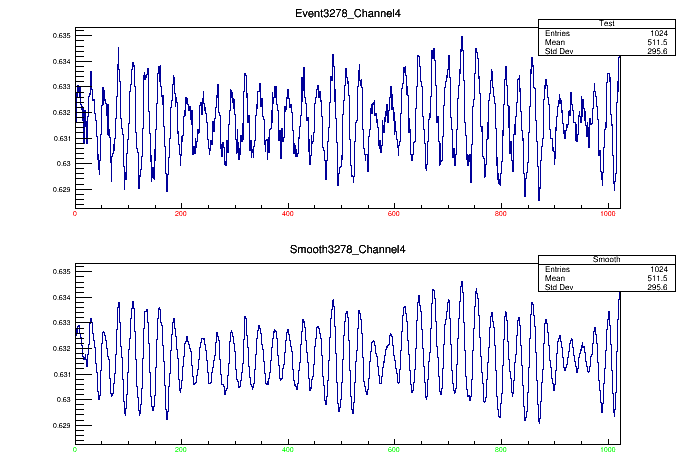 Event3278_Channel4
Test
Entries 1024
Mean 511.5
Std Dev 295.6
0.635
0.634
0.633
0.632
0.631
0.63
0.629
0 200 400 600 800 1000
Smooth3278_Channel4
Smooth
Entries 1024
Mean 511.5
Std Dev 295.6
0.635
0.634
0.633
0.632
0.631
0.63
0.629
0 200 400 600 800 1000